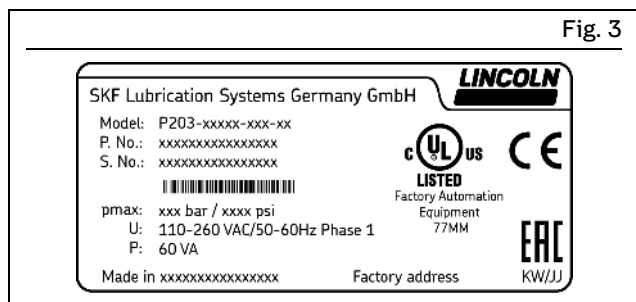 Fig. 3
LINCOLN
SKF Lubrication Systems Germany GmbH
Model: P203-xxxxx-xxx-xx
P. No.: xxxxxxxxxxxxxxxx
S. No.: xxxxxxxxxxxxxxxx
C UL US
LISTED
CE
Factory Automation
Equipment
77MM
pmax: xxx bar / xxxx psi
U: 110-260 VAC/50-60Hz Phase 1
P: 60 VA
EAC
Made in xxxxxxxxxxxxxxxx Factory address KW/JJ